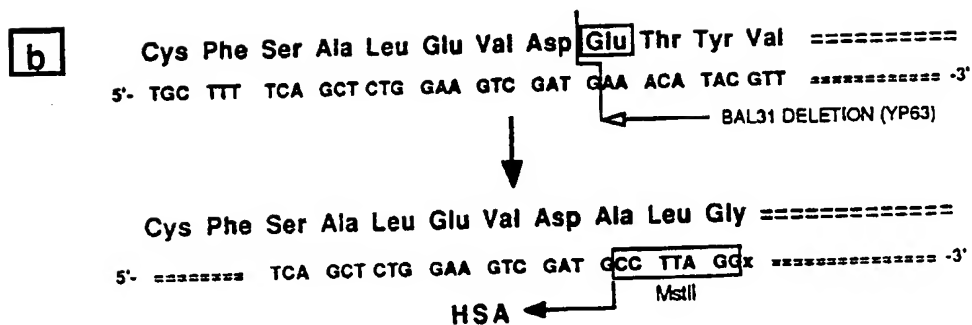 b
Cys Phe Ser Ala Leu Glu Val Asp Glu Thr Tyr Val ===========
5'- TGC TTT TCA GCT CTG GAA GTC GAT GAA ACA TAC GTT ============= -3'
BAL31 DELETION (YP63)
Cys Phe Ser Ala Leu Glu Val Asp Ala Leu Gly =============
5'- ======== TCA GCT CTG GAA GTC GAT GCC TTA GGx =============== -3'
MstII
HSA